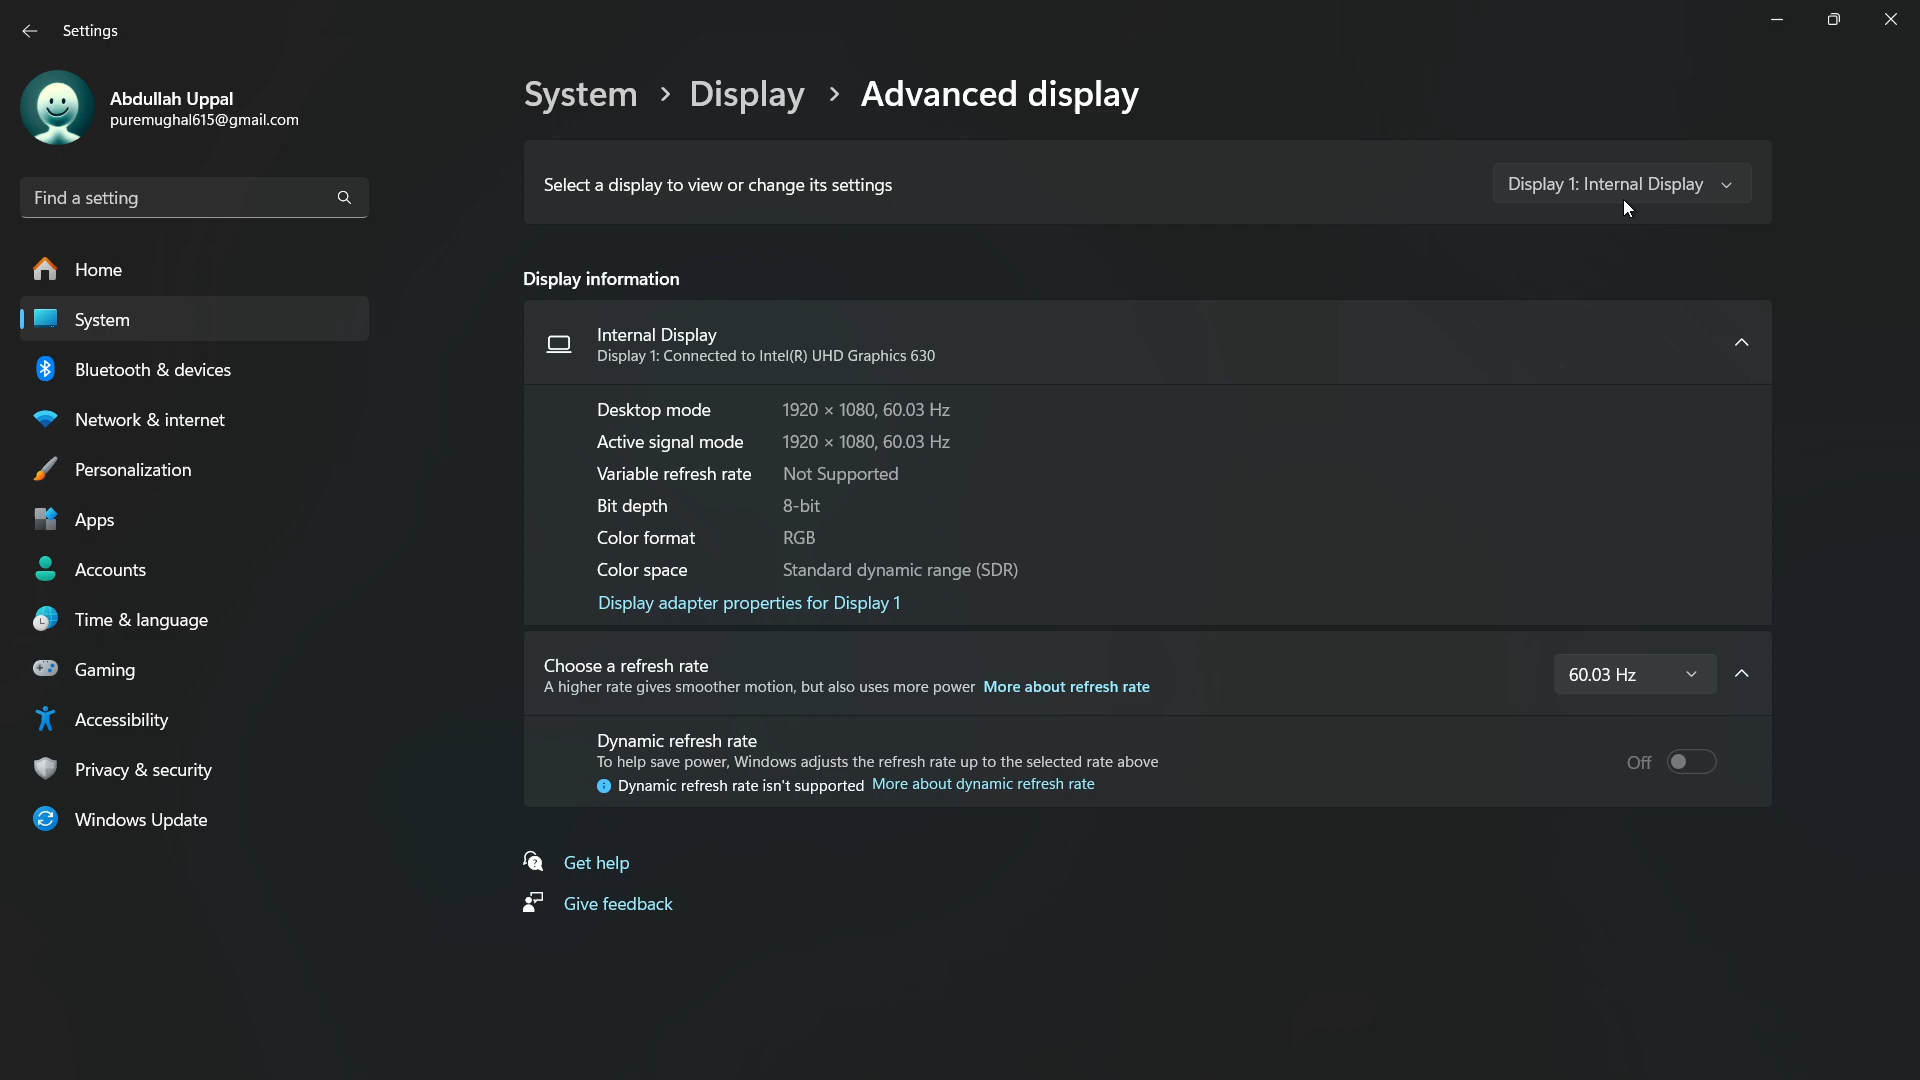 Settings
Abdullah Uppal
puremughal615@gmail.com
Find a setting
Home
System
Bluetooth & devices
Network & internet
Personalization
Apps
Accounts
Time & language
Gaming
Accessibility
Privacy & security
Windows Update
System > Display > Advanced display
Select a display to view or change its settings
Display 1: Internal Display
Display information
Internal Display
Display 1: Connected to Intel(R) UHD Graphics 630
Desktop mode 1920 × 1080, 60.03 Hz
Active signal mode 1920 × 1080, 60.03 Hz
Variable refresh rate Not Supported
Bit depth 8-bit
Color format RGB
Color space Standard dynamic range (SDR)
Display adapter properties for Display 1
Choose a refresh rate
A higher rate gives smoother motion, but also uses more power More about refresh rate
60.03 Hz
Dynamic refresh rate
To help save power, Windows adjusts the refresh rate up to the selected rate above
Dynamic refresh rate isn't supported More about dynamic refresh rate
Off
Get help
Give feedback